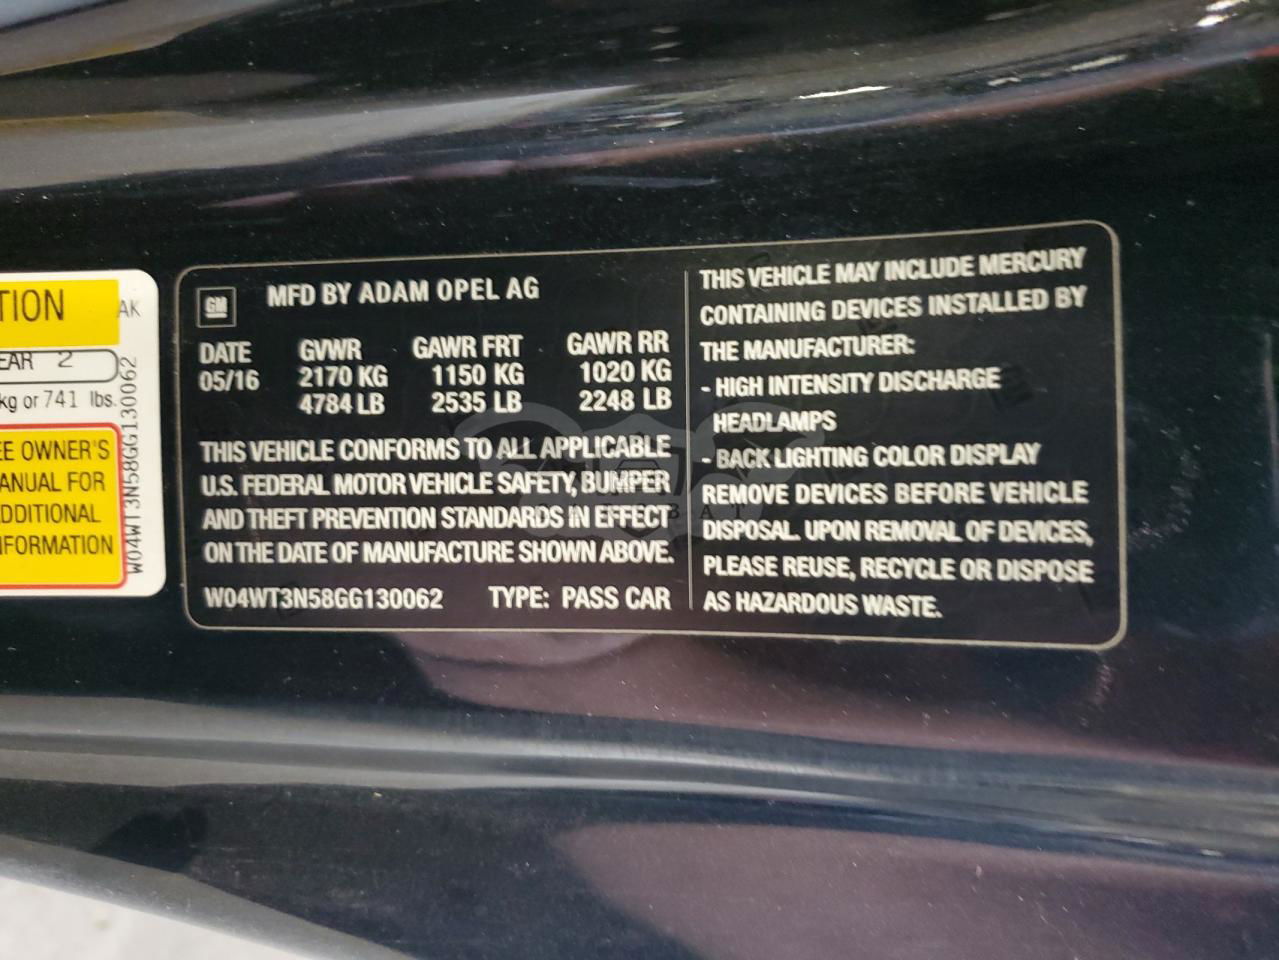 TION
AK
EAR 2
kg or 741 lbs.
EE OWNER'S
ANUAL FOR
DDITIONAL
NFORMATION
W04WT3N58GG130062
GM
MFD BY ADAM OPEL AG
DATE GVWR GAWR FRT GAWR RR
05/16 2170 KG 1150 KG 1020 KG
4784 LB 2535 LB 2248 LB
THIS VEHICLE CONFORMS TO ALL APPLICABLE
U.S. FEDERAL MOTOR VEHICLE SAFETY, BUMPER
AND THEFT PREVENTION STANDARDS IN EFFECT
ON THE DATE OF MANUFACTURE SHOWN ABOVE.
W04WT3N58GG130062 TYPE: PASS CAR
THIS VEHICLE MAY INCLUDE MERCURY
CONTAINING DEVICES INSTALLED BY
THE MANUFACTURER:
- HIGH INTENSITY DISCHARGE
HEADLAMPS
- BACK LIGHTING COLOR DISPLAY
REMOVE DEVICES BEFORE VEHICLE
DISPOSAL. UPON REMOVAL OF DEVICES,
PLEASE REUSE, RECYCLE OR DISPOSE
AS HAZARDOUS WASTE.